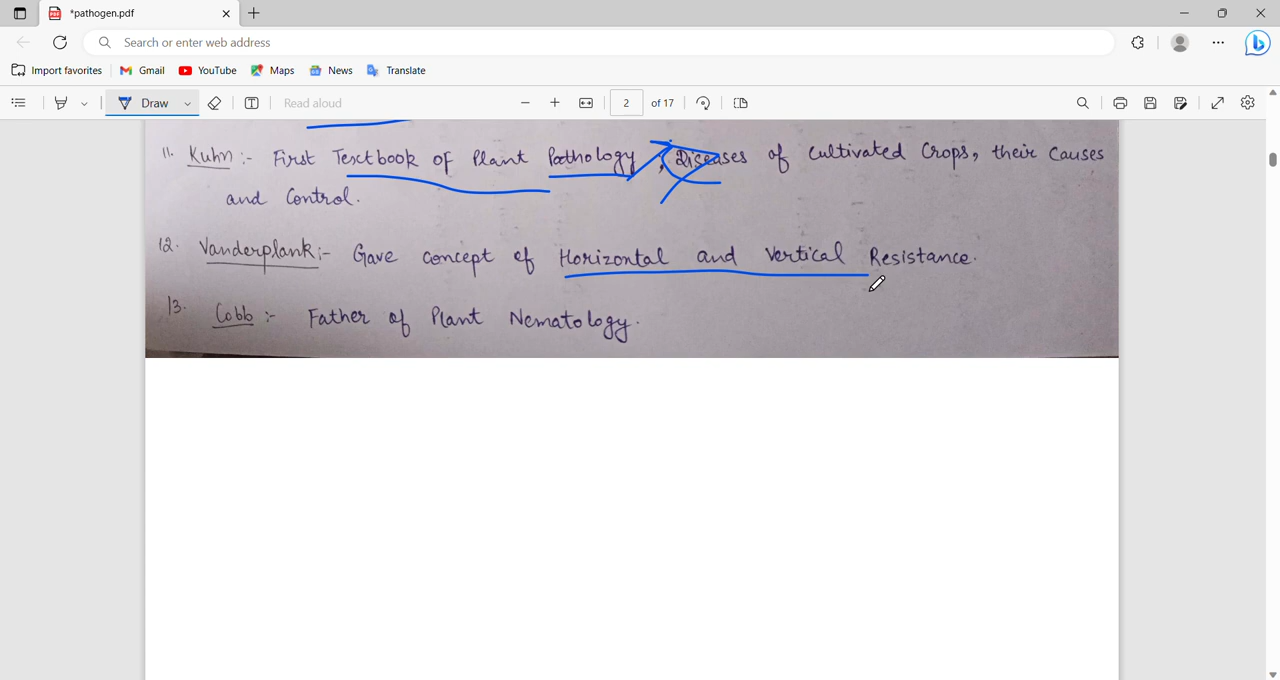 *pathogen.pdf
Search or enter web address
Import favorites Gmail YouTube Maps News Translate
Draw Read aloud 2 of 17
11. Kuhn:- First Textbook of Plant Pathology, Diseases of Cultivated Crops, their Causes
and Control.
12. Vanderplank:- Gave concept of Horizontal and Vertical Resistance.
13. Cobb:- Father of Plant Nematology.